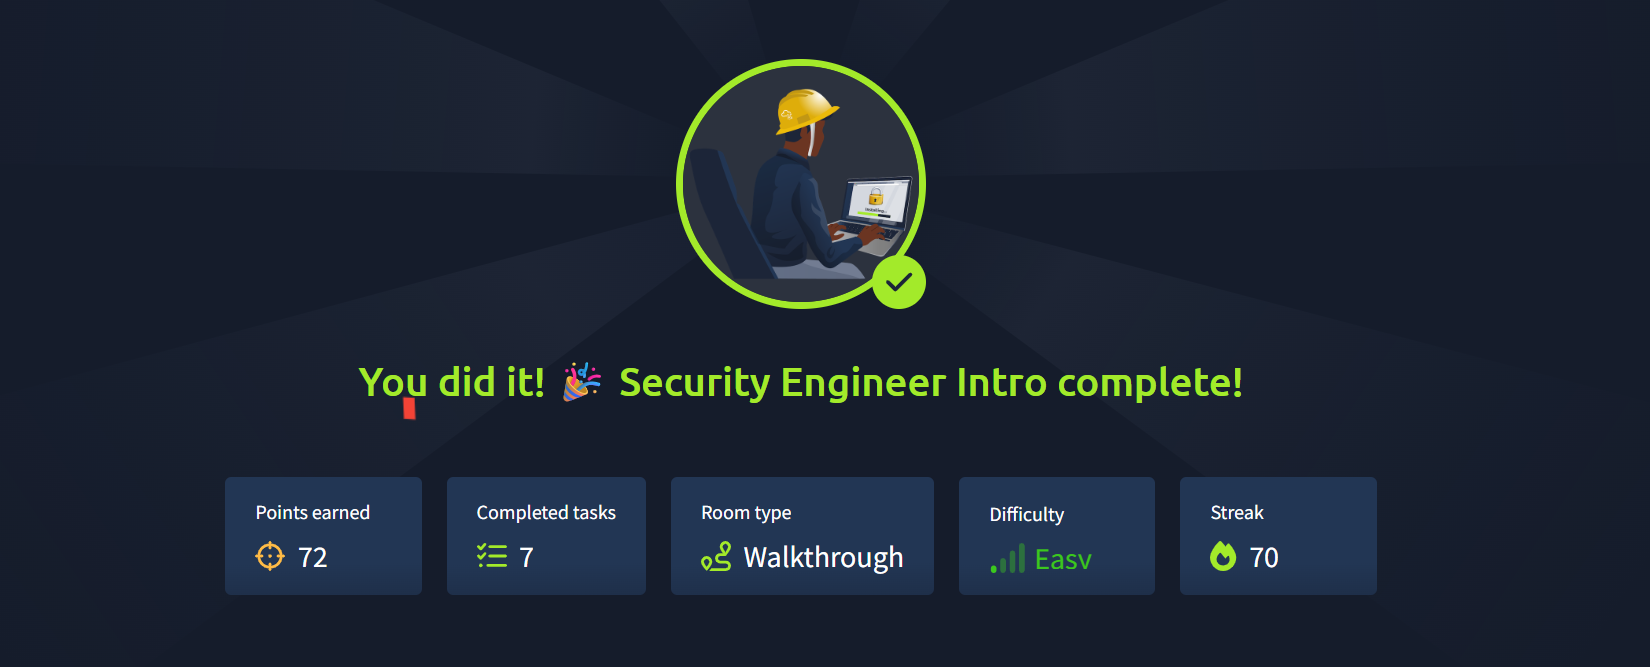 You did it! 🎉 Security Engineer Intro complete!
Points earned
72
Completed tasks
7
Room type
Walkthrough
Difficulty
Easy
Streak
70